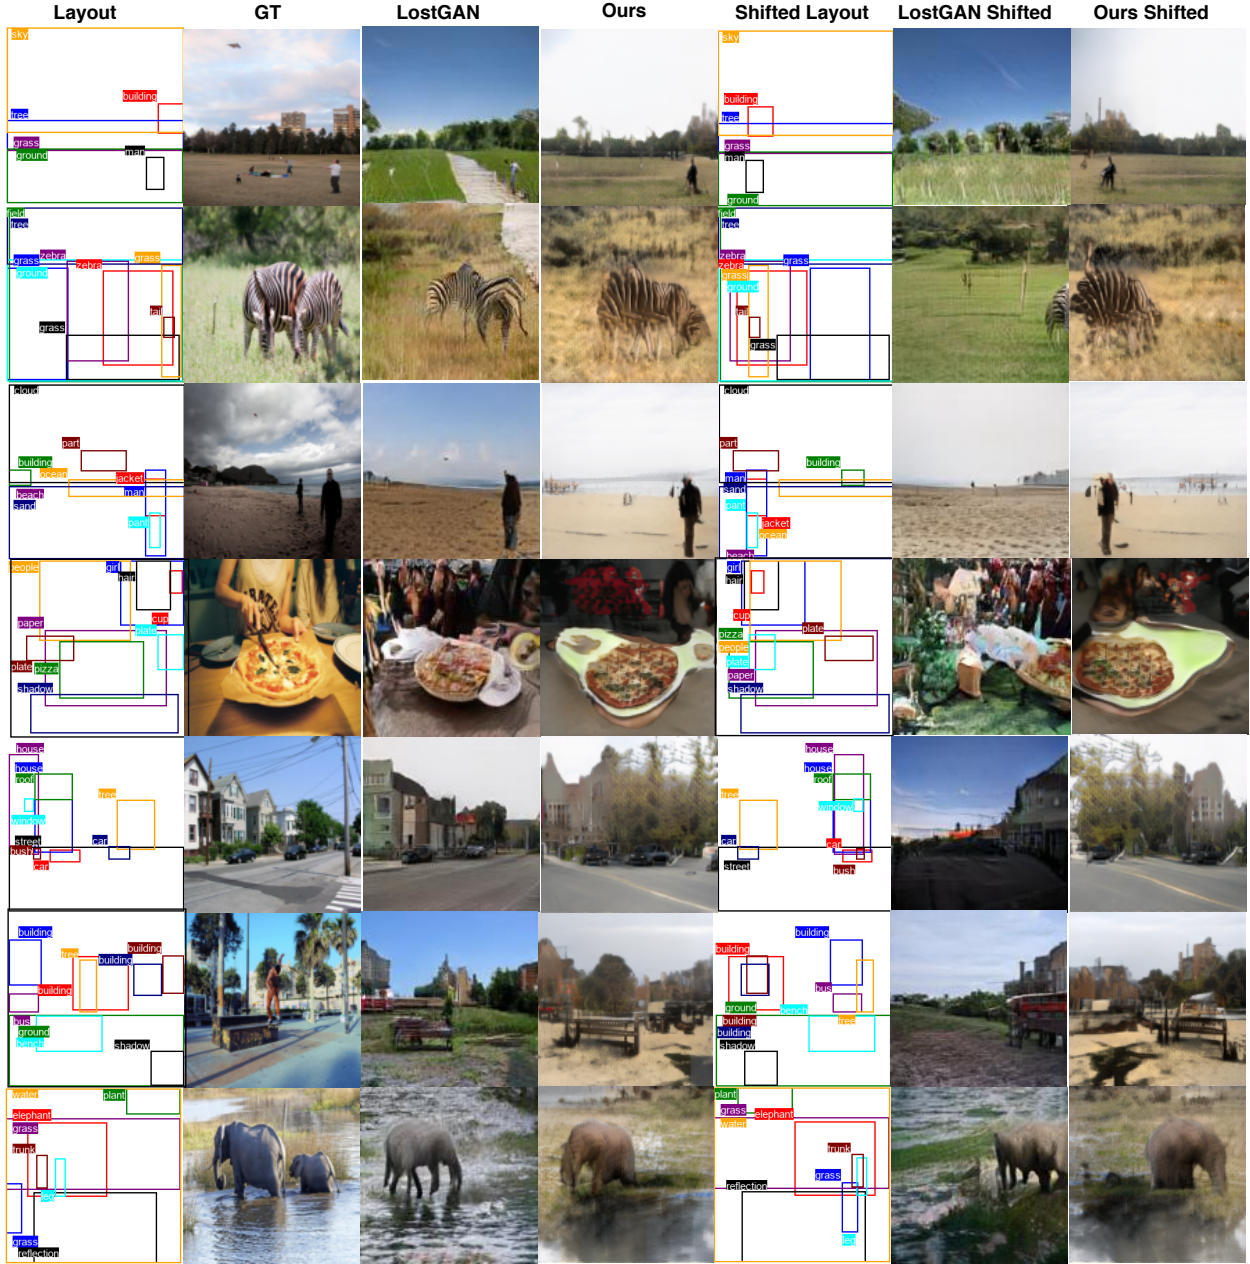 Layout GT LostGAN Ours Shifted Layout LostGAN Shifted Ours Shifted
sky
building
tree
grass
ground
man
sky
building
tree
grass
man
ground
field
tree
grass
zebra
grass
ground
zebra
tail
grass
field
tree
zebra
grass
zebra
grass
ground
tail
grass
cloud
part
building
ocean
jacket
beach
man
sand
pant
cloud
part
building
man
sand
pant
jacket
ocean
beach
people
girl
hair
cup
paper
plate
plate
pizza
shadow
girl
hair
cup
pizza
plate
people
plate
paper
shadow
house
house
roof
tree
window
street
car
bush
car
house
house
roof
tree
window
car
car
street
bush
building
building
tree
building
building
bus
ground
bench
shadow
building
building
bus
ground
bench
building
tree
building
shadow
water
plant
elephant
grass
trunk
leg
grass
reflection
plant
grass
elephant
water
trunk
grass
reflection
leg